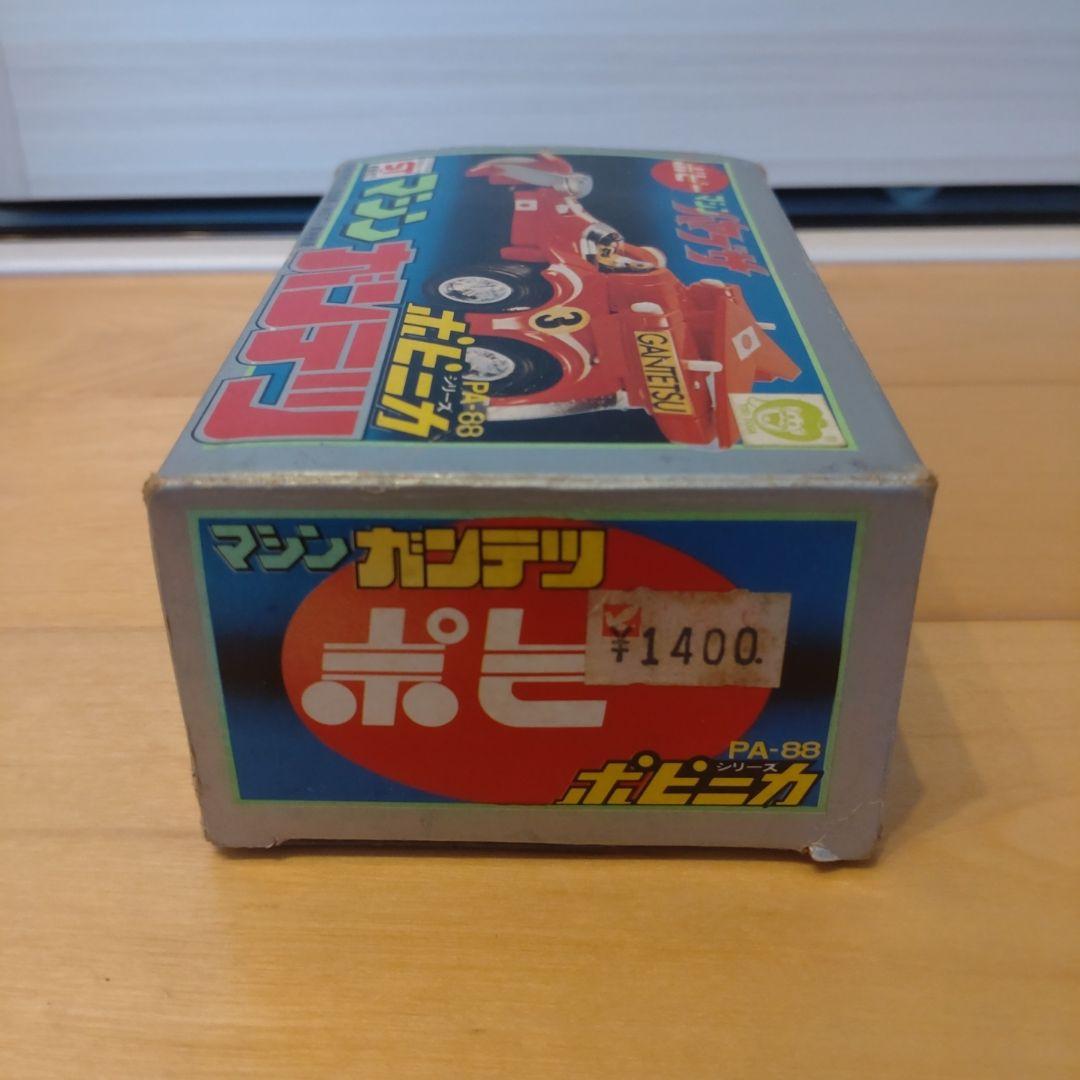 マシン ガンテツ
ポピニカ
シリーズ
PA-88
3
GANTETSU
マシン ガンテツ
ポピ
¥1400.
PA-88
シリーズ
ポピニカ